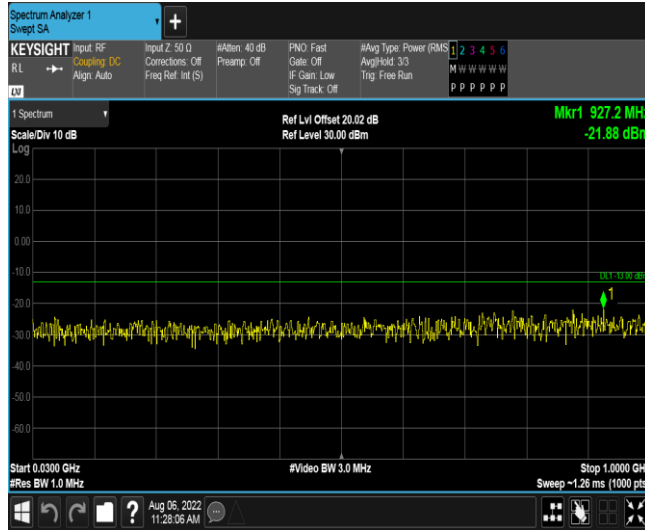 Spectrum Analyzer 1
Swept SA
+
KEYSIGHT
RL
LXI
Input: RF
Coupling: DC
Align: Auto
Input Z: 50 Ω
Corrections: Off
Freq Ref: Int (S)
#Atten: 40 dB
Preamp: Off
PNO: Fast
Gate: Off
IF Gain: Low
Sig Track: Off
#Avg Type: Power (RMS
Avg|Hold: 3/3
Trig: Free Run
1 2 3 4 5 6
M W W W W W
P P P P P P
1 Spectrum
Scale/Div 10 dB
Ref Lvl Offset 20.02 dB
Ref Level 30.00 dBm
Mkr1 927.2 MHz
-21.88 dBm
Log
20.0
10.0
0.00
-10.0
DL1 -13.00 dBm
1
-20.0
-30.0
-40.0
-50.0
-60.0
Start 0.0300 GHz
#Res BW 1.0 MHz
#Video BW 3.0 MHz
Stop 1.0000 GH
Sweep ~1.26 ms (1000 pts
?
Aug 06, 2022
11:28:06 AM